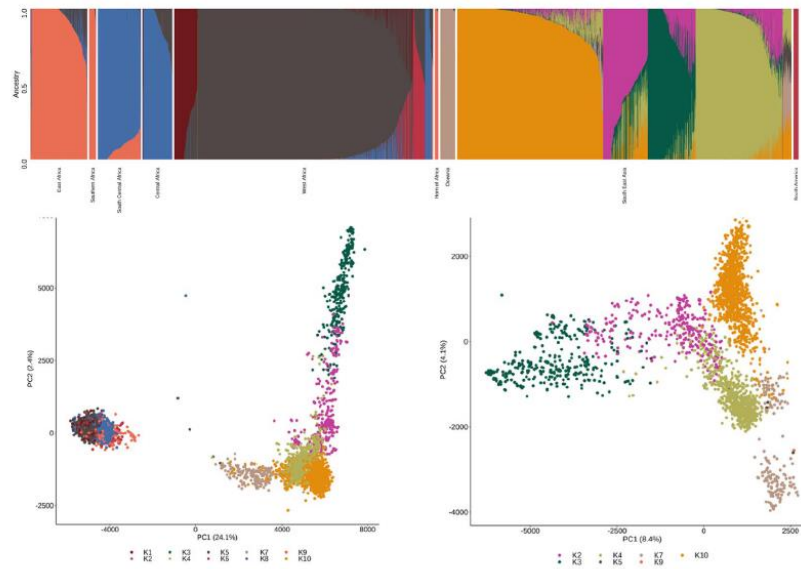 1.0
Ancestry
0.5
0.0
East Africa
Southern Africa
South Central Africa
Central Africa
West Africa
Horn of Africa
Oceania
South East Asia
South America
5000
2500
0
-2500
PC2 (2.4%)
-4000 0 4000 8000
PC1 (24.1%)
K1 K3 K5 K7 K9
K2 K4 K6 K8 K10
2000
0
-2000
-4000
PC2 (4.1%)
-5000 -2500 0 2500
PC1 (8.4%)
K2 K4 K7 K10
K3 K5 K9